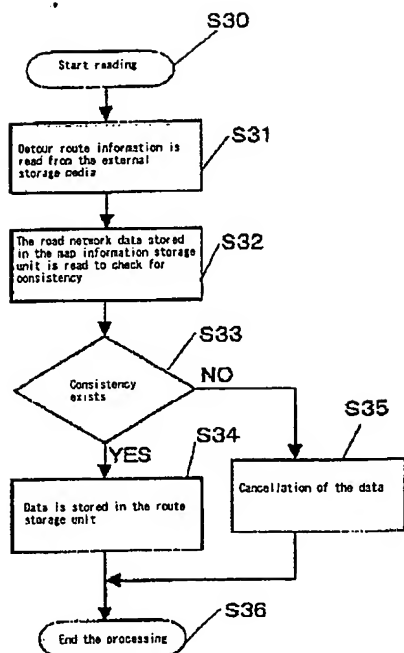 S30
Start reading
Detour route information is
read from the external
storage media
S31
The road network data stored
in the map information storage
unit is read to check for
consistency
S32
S33
Consistency
exists
NO
YES
S34
S35
Data is stored in the route
storage unit
Cancellation of the data
S36
End the processing